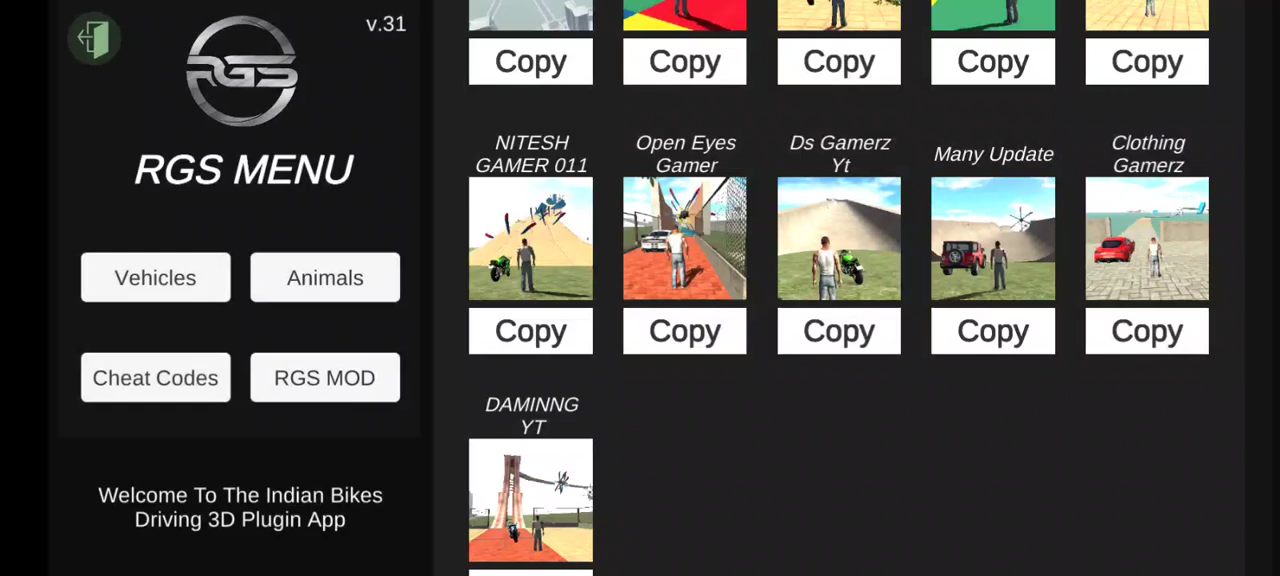 v.31
RGS
RGS MENU
Vehicles
Animals
Cheat Codes
RGS MOD
Welcome To The Indian Bikes
Driving 3D Plugin App
Copy
Copy
Copy
Copy
Copy
NITESH
GAMER 011
Open Eyes
Gamer
Ds Gamerz
Yt
Many Update
Clothing
Gamerz
Copy
Copy
Copy
Copy
Copy
DAMINNG
YT